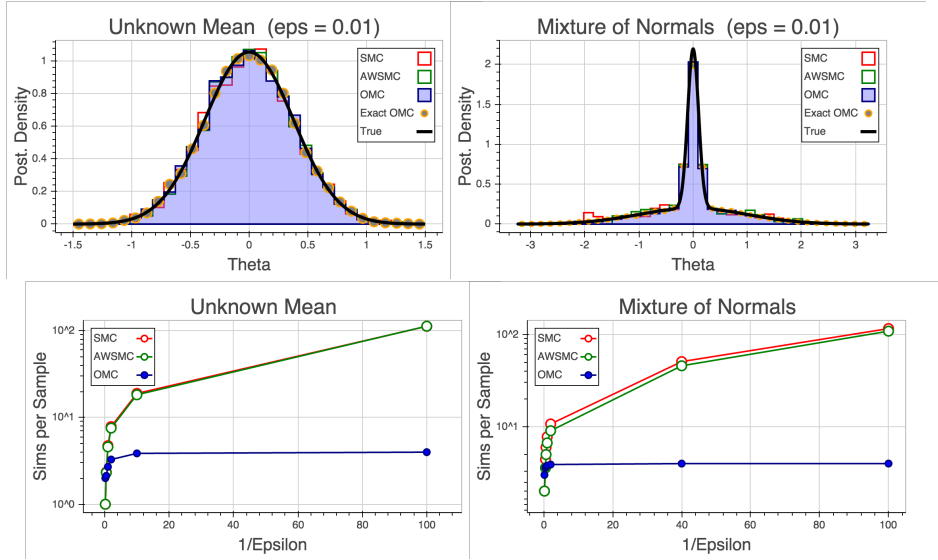 Unknown Mean (eps = 0.01)
Post. Density
1
0.8
0.6
0.4
0.2
0
SMC
AWSMC
OMC
Exact OMC
True
-1.5
-1
-0.5
0
0.5
1
1.5
Theta
Mixture of Normals (eps = 0.01)
Post. Density
2
1.5
1
0.5
0
SMC
AWSMC
OMC
Exact OMC
True
-3
-2
-1
0
1
2
3
Theta
Unknown Mean
Sims per Sample
10^2
10^1
10^0
SMC
AWSMC
OMC
0
20
40
60
80
100
1/Epsilon
Mixture of Normals
Sims per Sample
10^2
10^1
SMC
AWSMC
OMC
0
20
40
60
80
100
1/Epsilon